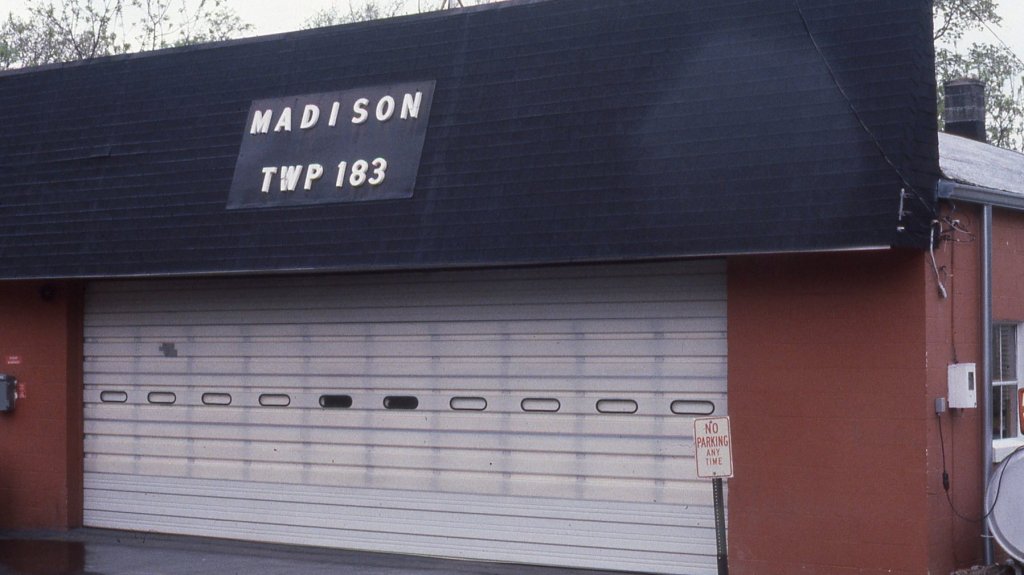 MADISON
TWP 183
NO
PARKING
ANY
TIME